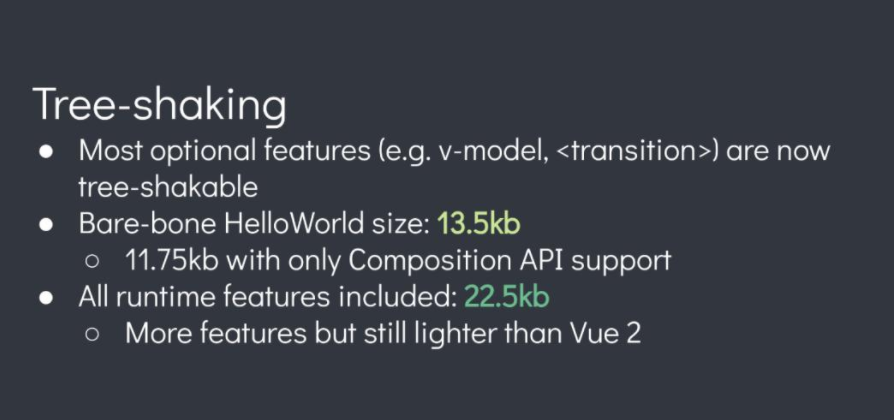 Tree-shaking
● Most optional features (e.g. v-model, <transition>) are now
tree-shakable
● Bare-bone HelloWorld size: 13.5kb
○ 11.75kb with only Composition API support
● All runtime features included: 22.5kb
○ More features but still lighter than Vue 2